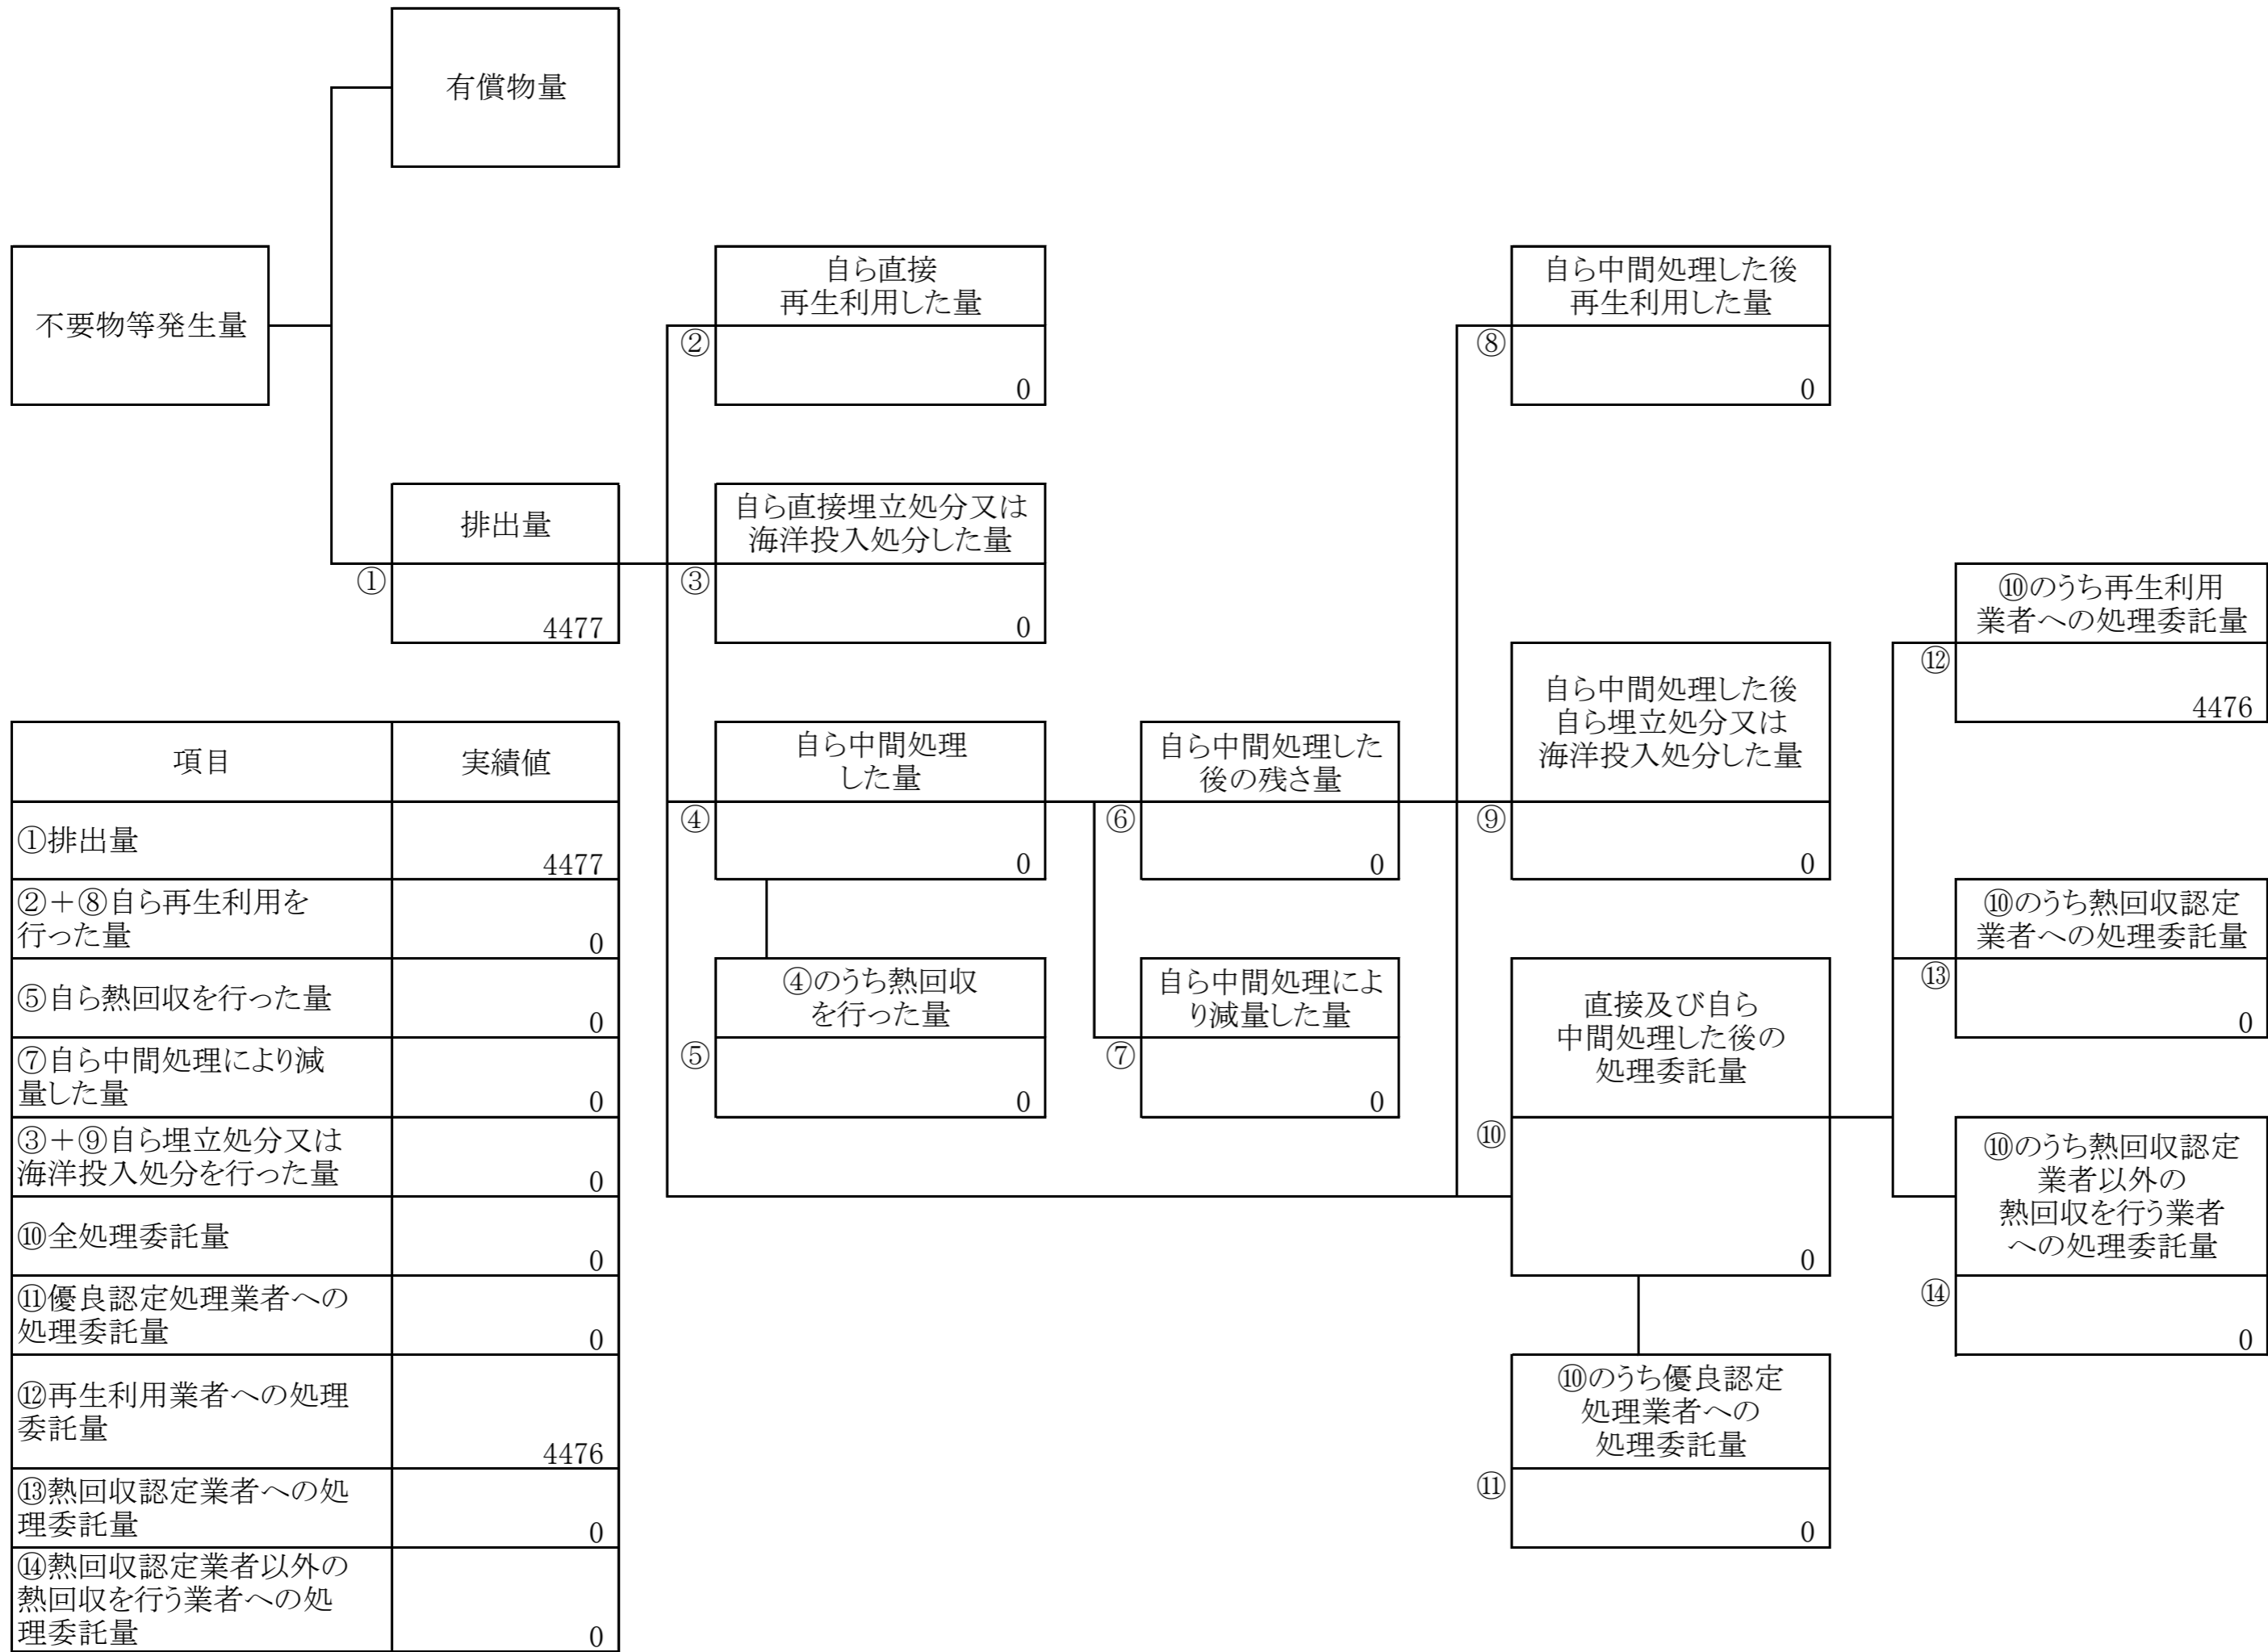 有償物量
不要物等発生量
自ら直接
再生利用した量
②
0
自ら中間処理した後
再生利用した量
⑧
0
排出量
①
4477
自ら直接埋立処分又は
海洋投入処分した量
③
0
⑩のうち再生利用
業者への処理委託量
⑫
4476
自ら中間処理
した量
④
0
自ら中間処理した
後の残さ量
⑥
0
自ら中間処理した後
自ら埋立処分又は
海洋投入処分した量
⑨
0
④のうち熱回収
を行った量
⑤
0
自ら中間処理によ
り減量した量
⑦
0
直接及び自ら
中間処理した後の
処理委託量
⑩
0
⑩のうち熱回収認定
業者への処理委託量
⑬
0
⑩のうち熱回収認定
業者以外の
熱回収を行う業者
への処理委託量
⑭
0
⑩のうち優良認定
処理業者への
処理委託量
⑪
0
項目 実績値
①排出量
4477
②+⑧自ら再生利用を
行った量
0
⑤自ら熱回収を行った量
0
⑦自ら中間処理により減
量した量
0
③+⑨自ら埋立処分又は
海洋投入処分を行った量
0
⑩全処理委託量
0
⑪優良認定処理業者への
処理委託量
0
⑫再生利用業者への処理
委託量
4476
⑬熱回収認定業者への処
理委託量
0
⑭熱回収認定業者以外の
熱回収を行う業者への処
理委託量
0